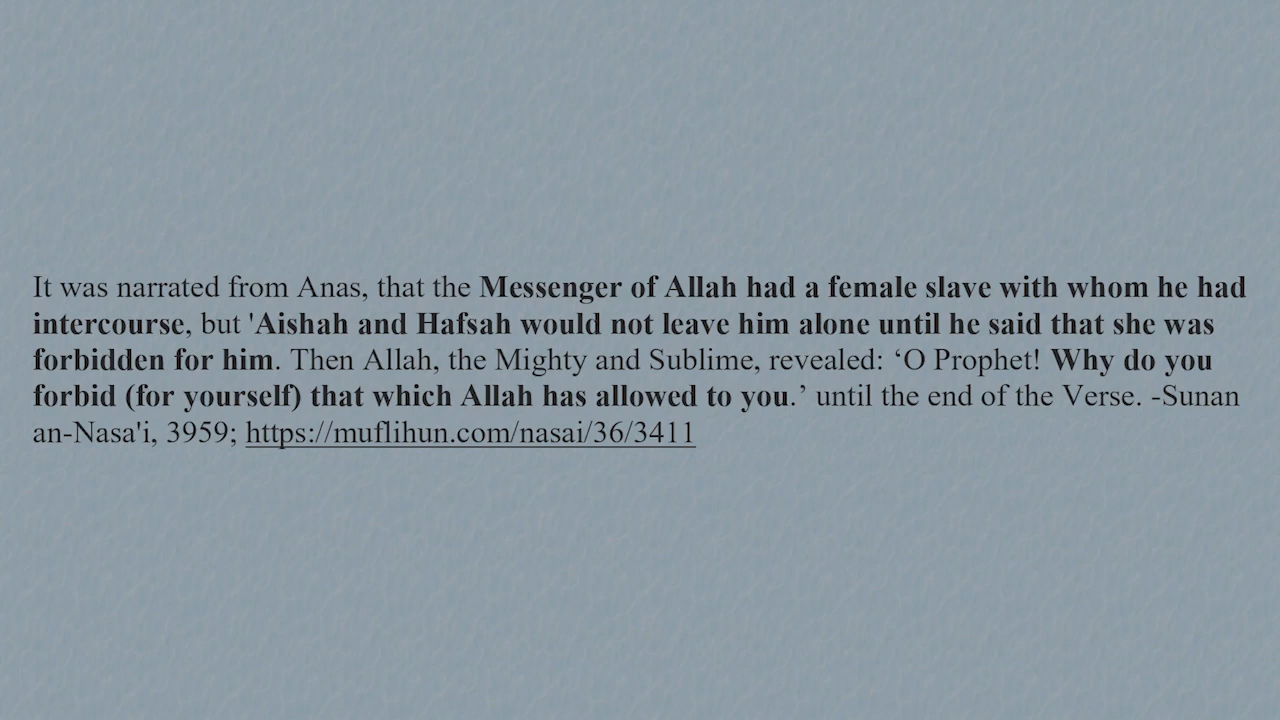 It was narrated from Anas, that the Messenger of Allah had a female slave with whom he had
intercourse, but 'Aishah and Hafsah would not leave him alone until he said that she was
forbidden for him. Then Allah, the Mighty and Sublime, revealed: ‘O Prophet! Why do you
forbid (for yourself) that which Allah has allowed to you.’ until the end of the Verse. -Sunan
an-Nasa'i, 3959; https://muflihun.com/nasai/36/3411